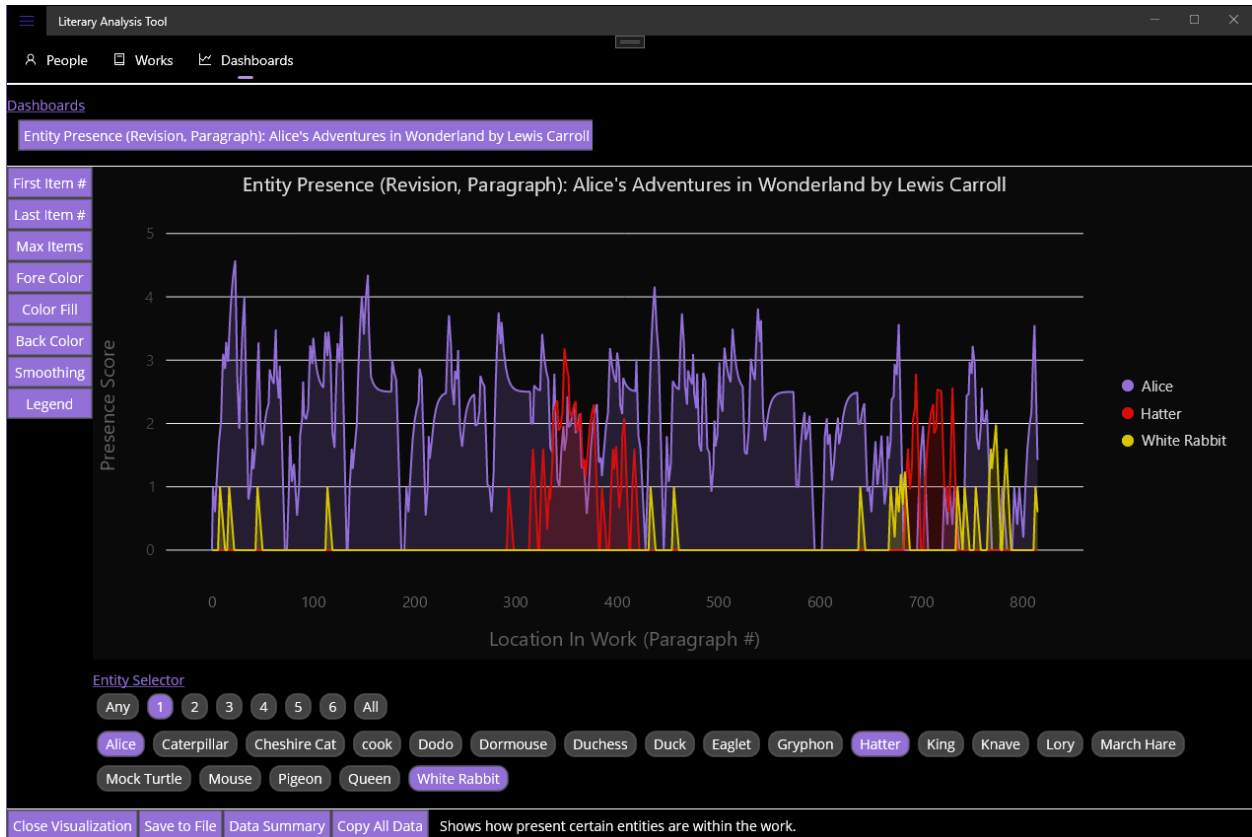 Literary Analysis Tool
People Works Dashboards
Dashboards
Entity Presence (Revision, Paragraph): Alice's Adventures in Wonderland by Lewis Carroll
First Item #
Last Item #
Max Items
Fore Color
Color Fill
Back Color
Smoothing
Legend
Entity Presence (Revision, Paragraph): Alice's Adventures in Wonderland by Lewis Carroll
Presence Score
5
4
3
2
1
0
0 100 200 300 400 500 600 700 800
Location In Work (Paragraph #)
Alice
Hatter
White Rabbit
Entity Selector
Any 1 2 3 4 5 6 All
Alice Caterpillar Cheshire Cat cook Dodo Dormouse Duchess Duck Eaglet Gryphon Hatter King Knave Lory March Hare
Mock Turtle Mouse Pigeon Queen White Rabbit
Close Visualization Save to File Data Summary Copy All Data Shows how present certain entities are within the work.